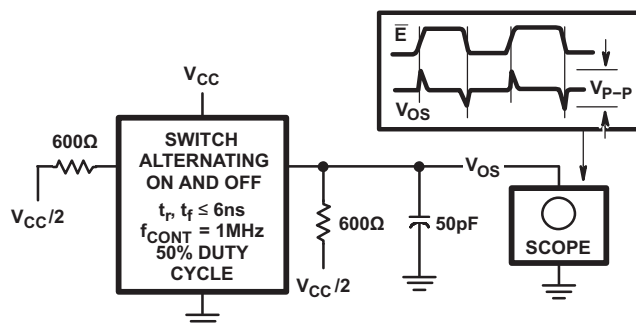 E
V_OS
V_P–P
V_CC
600Ω
V_CC/2
SWITCH
ALTERNATING
ON AND OFF
t_r, t_f ≤ 6ns
f_CONT = 1MHz
50% DUTY
CYCLE
600Ω
V_CC/2
50pF
V_OS
SCOPE